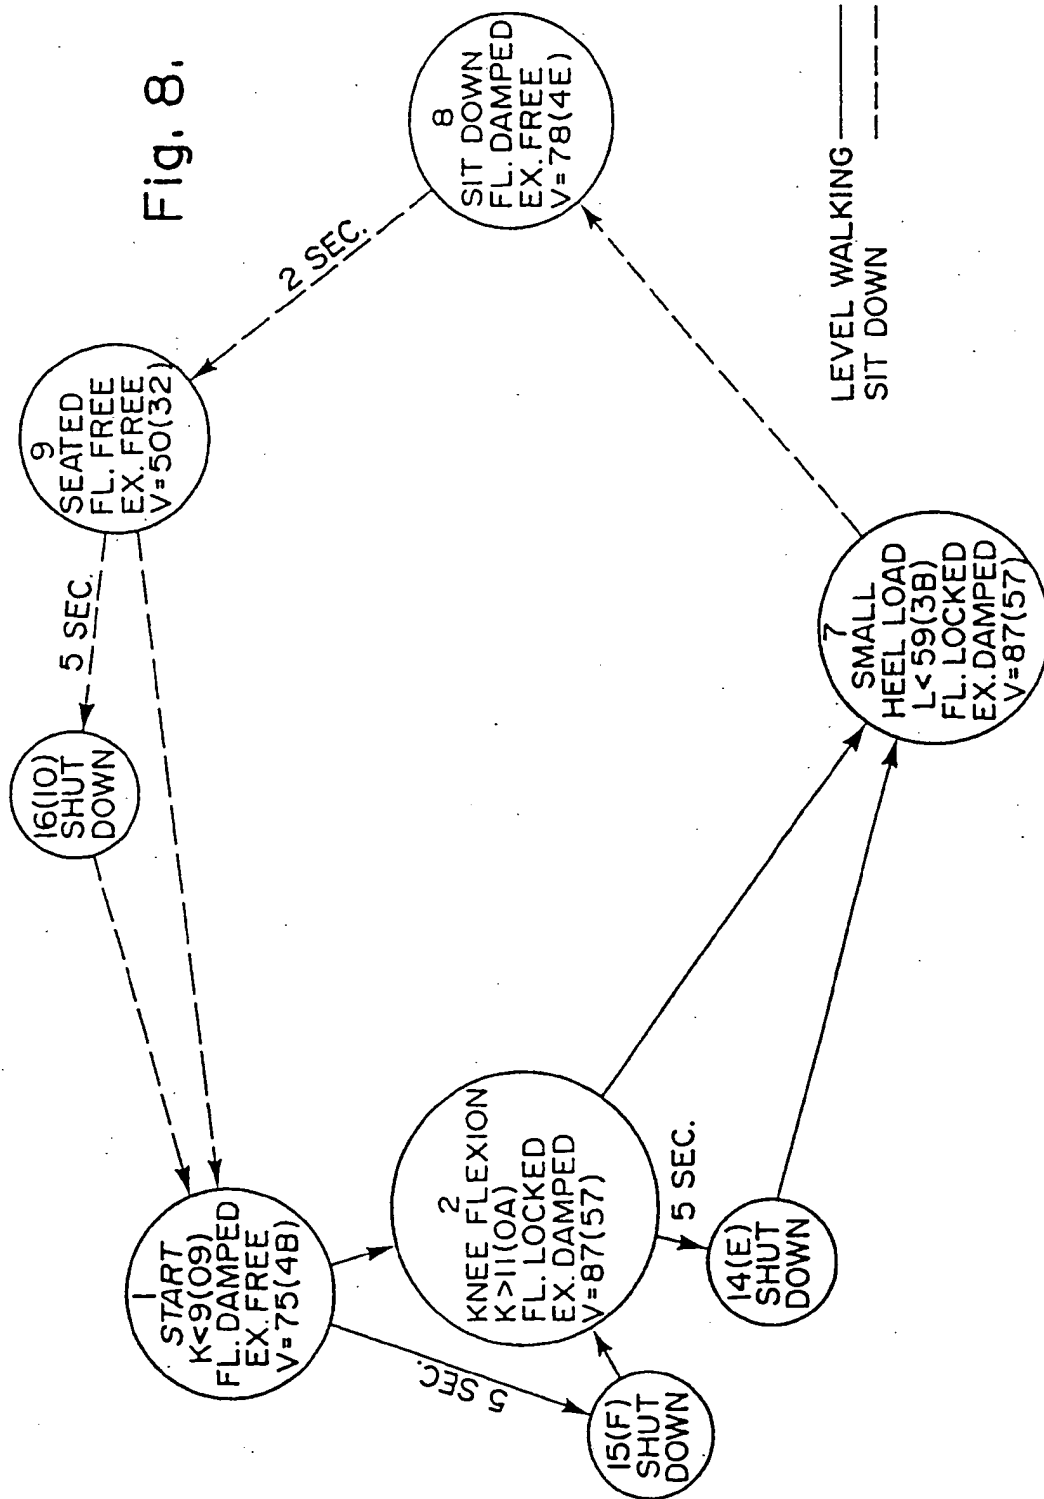 Fig. 8.
1
START
K<9(09)
FL. DAMPED
EX. FREE
V=75(4B)
5 SEC.
15(F)
SHUT
DOWN
2
KNEE FLEXION
K>11(0A)
FL. LOCKED
EX. DAMPED
V=87(57)
5 SEC.
14(E)
SHUT
DOWN
16(10)
SHUT
DOWN
5 SEC.
9
SEATED
FL. FREE
EX. FREE
V=50(32)
2 SEC.
8
SIT DOWN
FL. DAMPED
EX. FREE
V=78(4E)
7
SMALL
HEEL LOAD
L<59(3B)
FL. LOCKED
EX. DAMPED
V=87(57)
LEVEL WALKING
SIT DOWN